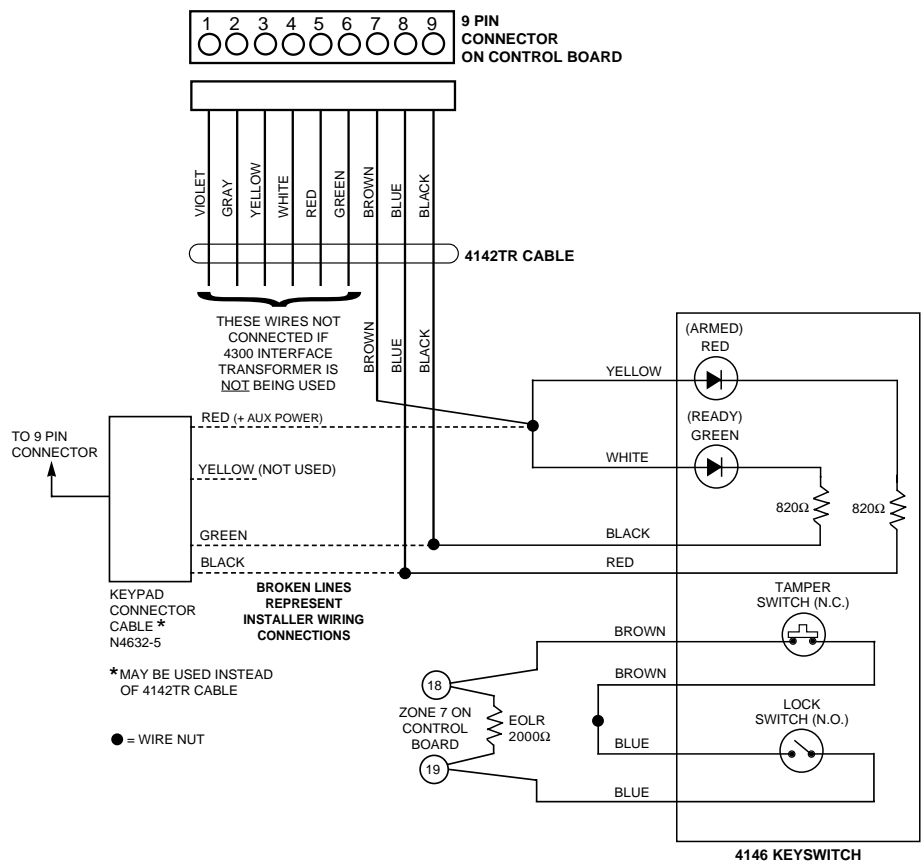 1 2 3 4 5 6 7 8 9
9 PIN
CONNECTOR
ON CONTROL BOARD
VIOLET
GRAY
YELLOW
WHITE
RED
GREEN
BROWN
BLUE
BLACK
4142TR CABLE
THESE WIRES NOT
CONNECTED IF
4300 INTERFACE
TRANSFORMER IS
NOT BEING USED
BROWN
BLUE
BLACK
(ARMED)
RED
YELLOW
(READY)
GREEN
WHITE
820Ω
820Ω
BLACK
RED
TO 9 PIN
CONNECTOR
RED (+ AUX POWER)
YELLOW (NOT USED)
GREEN
BLACK
KEYPAD
CONNECTOR
CABLE *
N4632-5
BROKEN LINES
REPRESENT
INSTALLER WIRING
CONNECTIONS
*MAY BE USED INSTEAD
OF 4142TR CABLE
● = WIRE NUT
TAMPER
SWITCH (N.C.)
BROWN
BROWN
18
ZONE 7 ON
CONTROL
BOARD
19
EOLR
2000Ω
LOCK
SWITCH (N.O.)
BLUE
BLUE
4146 KEYSWITCH